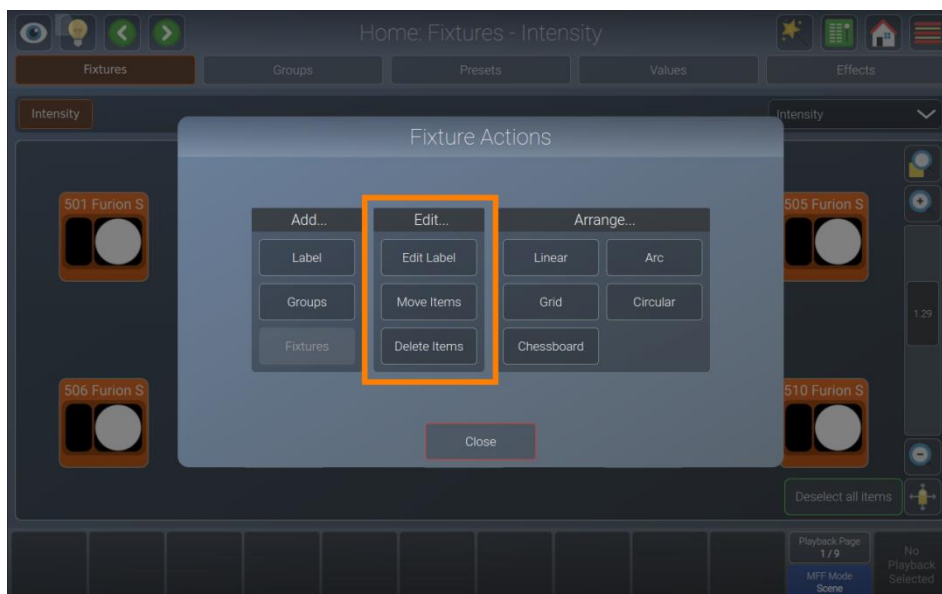 Home: Fixtures - Intensity
Fixtures
Groups
Presets
Values
Effects
Intensity
Intensity
Fixture Actions
501 Furion S
505 Furion S
Add...
Edit...
Arrange...
Label
Edit Label
Linear
Arc
Groups
Move Items
Grid
Circular
1.29
Fixtures
Delete Items
Chessboard
506 Furion S
510 Furion S
Close
Deselect all items
Playback Page
1 / 9
MFF Mode
Scene
No
Playback
Selected